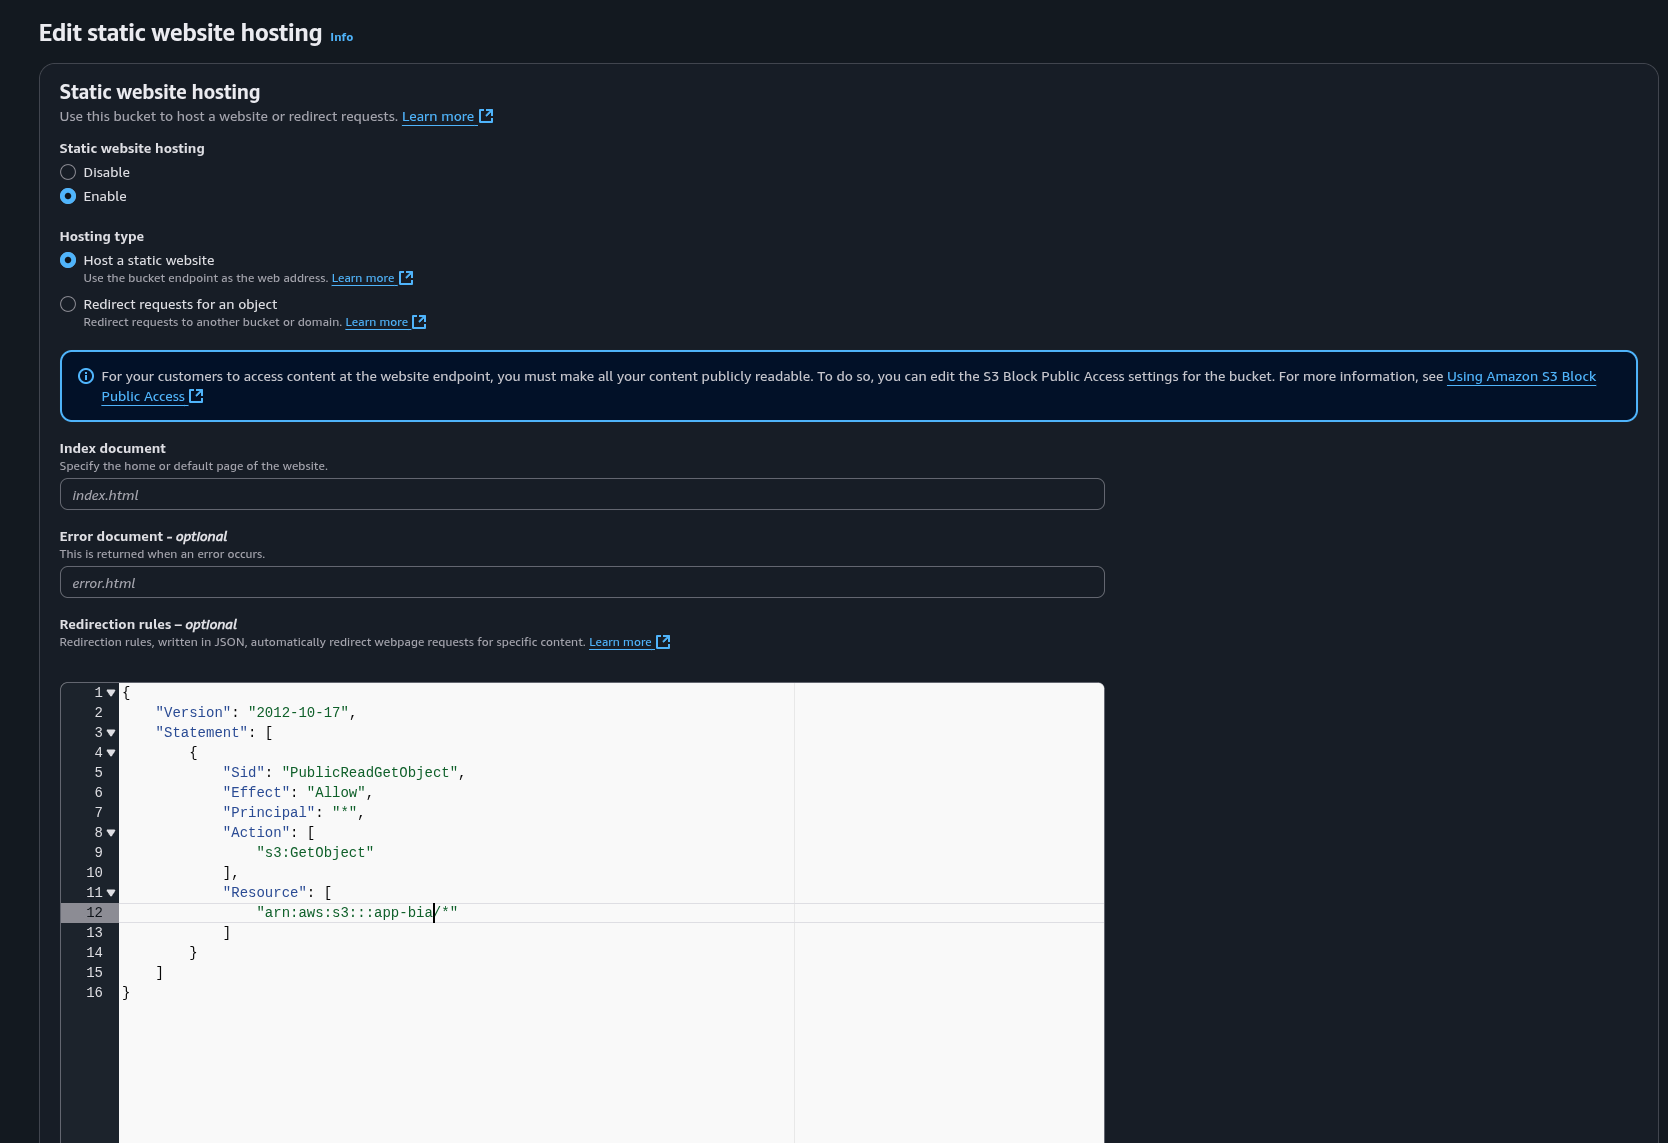 Edit static website hosting Info
Static website hosting
Use this bucket to host a website or redirect requests. Learn more
Static website hosting
Disable
Enable
Hosting type
Host a static website
Use the bucket endpoint as the web address. Learn more
Redirect requests for an object
Redirect requests to another bucket or domain. Learn more
For your customers to access content at the website endpoint, you must make all your content publicly readable. To do so, you can edit the S3 Block Public Access settings for the bucket. For more information, see Using Amazon S3 Block
Public Access
Index document
Specify the home or default page of the website.
index.html
Error document - optional
This is returned when an error occurs.
error.html
Redirection rules – optional
Redirection rules, written in JSON, automatically redirect webpage requests for specific content. Learn more
1 {
2     "Version": "2012-10-17",
3     "Statement": [
4         {
5             "Sid": "PublicReadGetObject",
6             "Effect": "Allow",
7             "Principal": "*",
8             "Action": [
9                 "s3:GetObject"
10             ],
11             "Resource": [
12                 "arn:aws:s3:::app-bia/*"
13             ]
14         }
15     ]
16 }